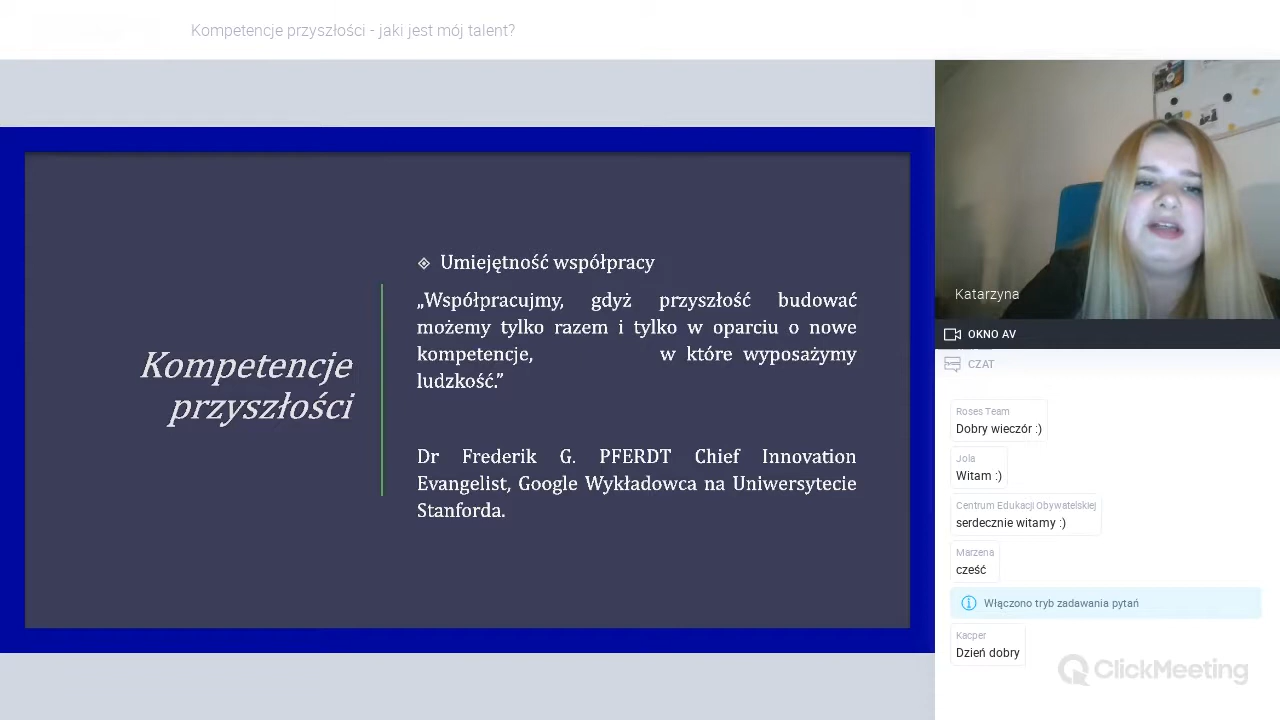 Kompetencje przyszłości - jaki jest mój talent?
Kompetencje
przyszłości
Umiejętność współpracy
„Współpracujmy, gdyż przyszłość budować
możemy tylko razem i tylko w oparciu o nowe
kompetencje, w które wyposażymy
ludzkość.”
Dr Frederik G. PFERDT Chief Innovation
Evangelist, Google Wykładowca na Uniwersytecie
Stanforda.
Katarzyna
OKNO AV
CZAT
Roses Team
Dobry wieczór :)
Jola
Witam :)
Centrum Edukacji Obywatelskiej
serdecznie witamy :)
Marzena
cześć
Włączono tryb zadawania pytań
Kacper
Dzień dobry
ClickMeeting